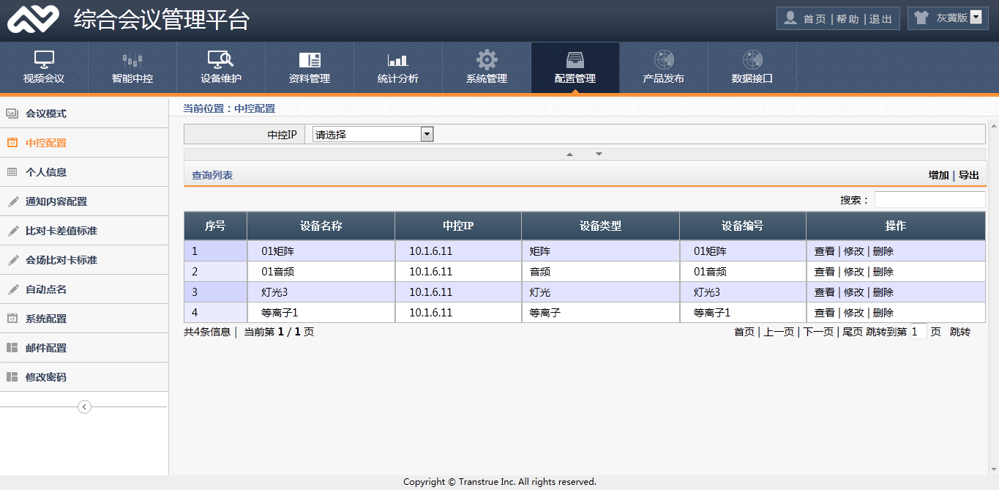 综合会议管理平台
首页 | 帮助 | 退出
灰黄版
视频会议 智能中控 设备维护 资料管理 统计分析 系统管理 配置管理 产品发布 数据接口
会议模式
中控配置
个人信息
通知内容配置
比对卡差值标准
会场比对卡标准
自动点名
系统配置
邮件配置
修改密码
当前位置：中控配置
中控IP 请选择
查询列表 增加 | 导出
搜索：
序号 设备名称 中控IP 设备类型 设备编号 操作
1 01矩阵 10.1.6.11 矩阵 01矩阵 查看 | 修改 | 删除
2 01音频 10.1.6.11 音频 01音频 查看 | 修改 | 删除
3 灯光3 10.1.6.11 灯光 灯光3 查看 | 修改 | 删除
4 等离子1 10.1.6.11 等离子 等离子1 查看 | 修改 | 删除
共4条信息 | 当前第 1 / 1 页 首页 | 上一页 | 下一页 | 尾页 跳转到第 1 页 跳转
Copyright © Transtrue Inc. All rights reserved.